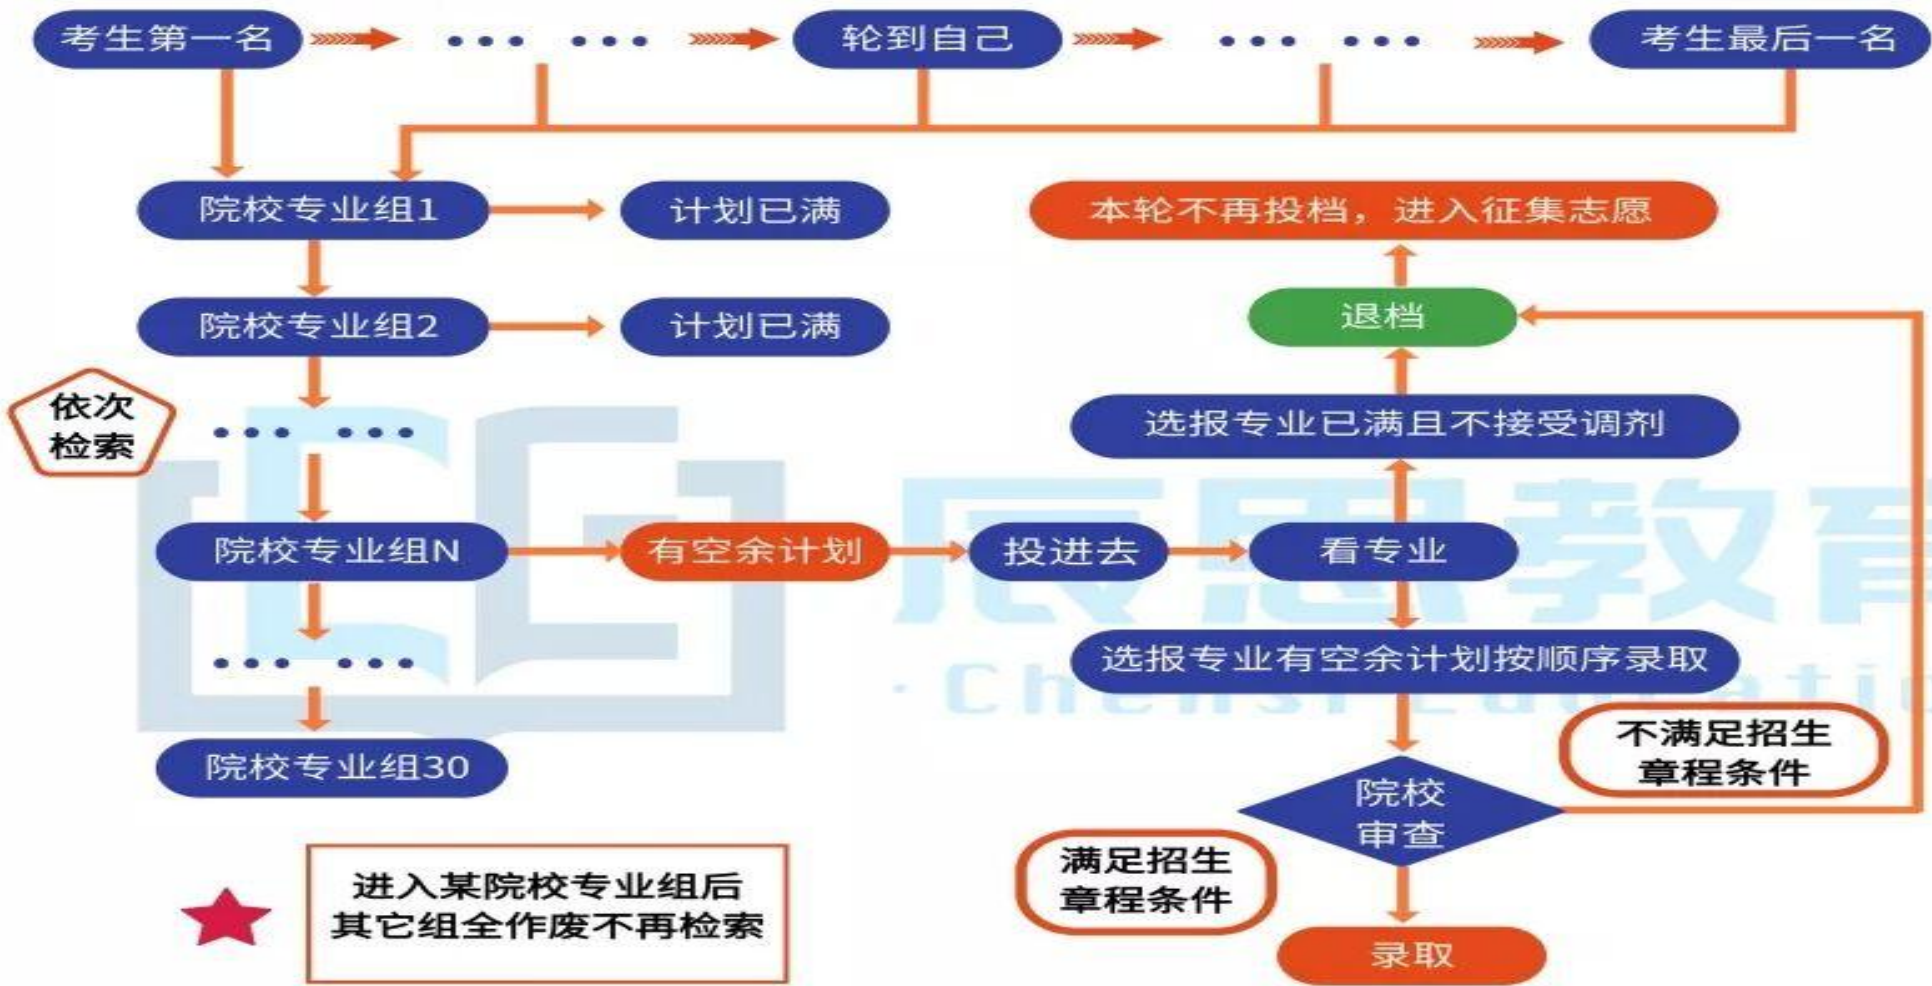 考生第一名
轮到自己
考生最后一名
院校专业组1
计划已满
本轮不再投档，进入征集志愿
院校专业组2
计划已满
退档
依次
检索
选报专业已满且不接受调剂
院校专业组N
有空余计划
投进去
看专业
选报专业有空余计划按顺序录取
院校专业组30
不满足招生
章程条件
院校
审查
满足招生
章程条件
进入某院校专业组后
其它组全作废不再检索
录取
辰思教育